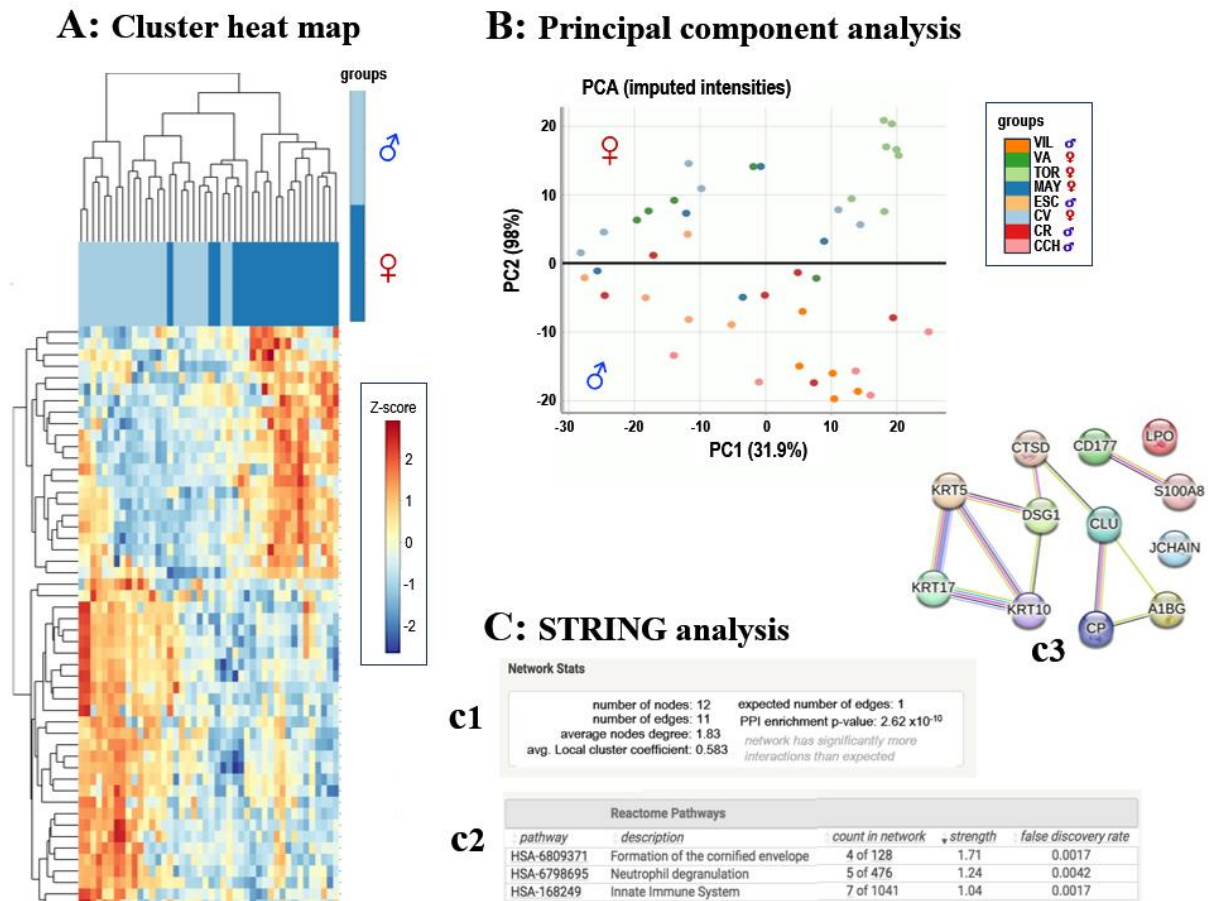 A: Cluster heat map
groups
♂
♀
Z-score
2
1
0
-1
-2
B: Principal component analysis
PCA (imputed intensities)
♀
♂
20
10
0
-10
-20
PC2 (98%)
-30 -20 -10 0 10 20
PC1 (31.9%)
groups
VIL ♂
VA ♀
TOR ♀
MAY ♀
ESC ♂
CV ♀
CR ♂
CCH ♂
LPO
CD177
CTSD
S100A8
KRT5
DSG1
CLU
JCHAIN
KRT17
KRT10
A1BG
CP
c3
C: STRING analysis
c1
Network Stats
number of nodes: 12
number of edges: 11
average nodes degree: 1.83
avg. Local cluster coefficient: 0.583
expected number of edges: 1
PPI enrichment p-value: 2.62 x10⁻¹⁰
network has significantly more
interactions than expected
c2
Reactome Pathways
pathway description count in network strength false discovery rate
HSA-6809371 Formation of the cornified envelope 4 of 128 1.71 0.0017
HSA-6798695 Neutrophil degranulation 5 of 476 1.24 0.0042
HSA-168249 Innate Immune System 7 of 1041 1.04 0.0017